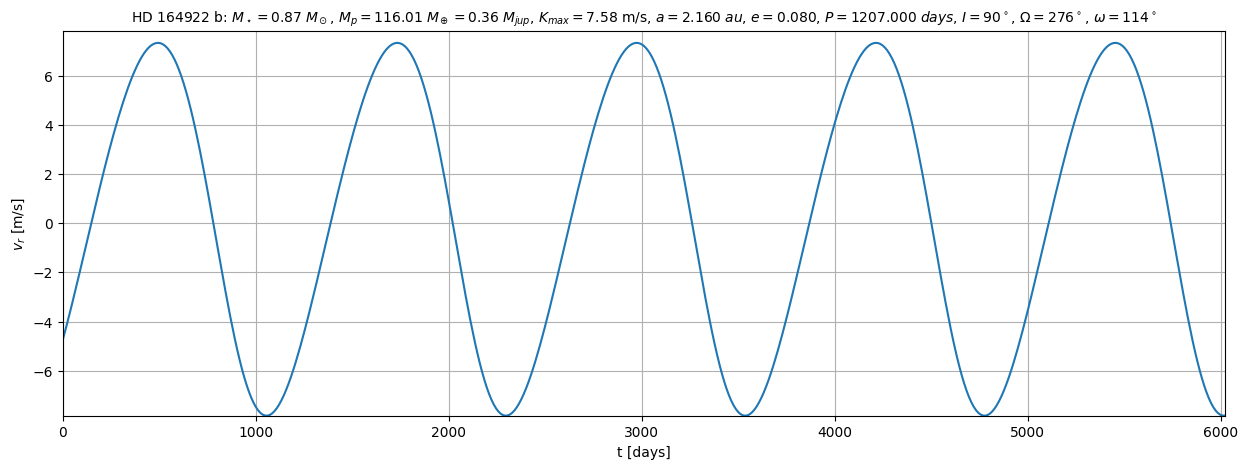 HD 164922 b: M⋆ = 0.87 M⊙, Mp = 116.01 M⊕ = 0.36 Mjup, Kmax = 7.58 m/s, a = 2.160 au, e = 0.080, P = 1207.000 days, I = 90°, Ω = 276°, ω = 114°
6
4
2
0
−2
−4
−6
vr [m/s]
0 1000 2000 3000 4000 5000 6000
t [days]